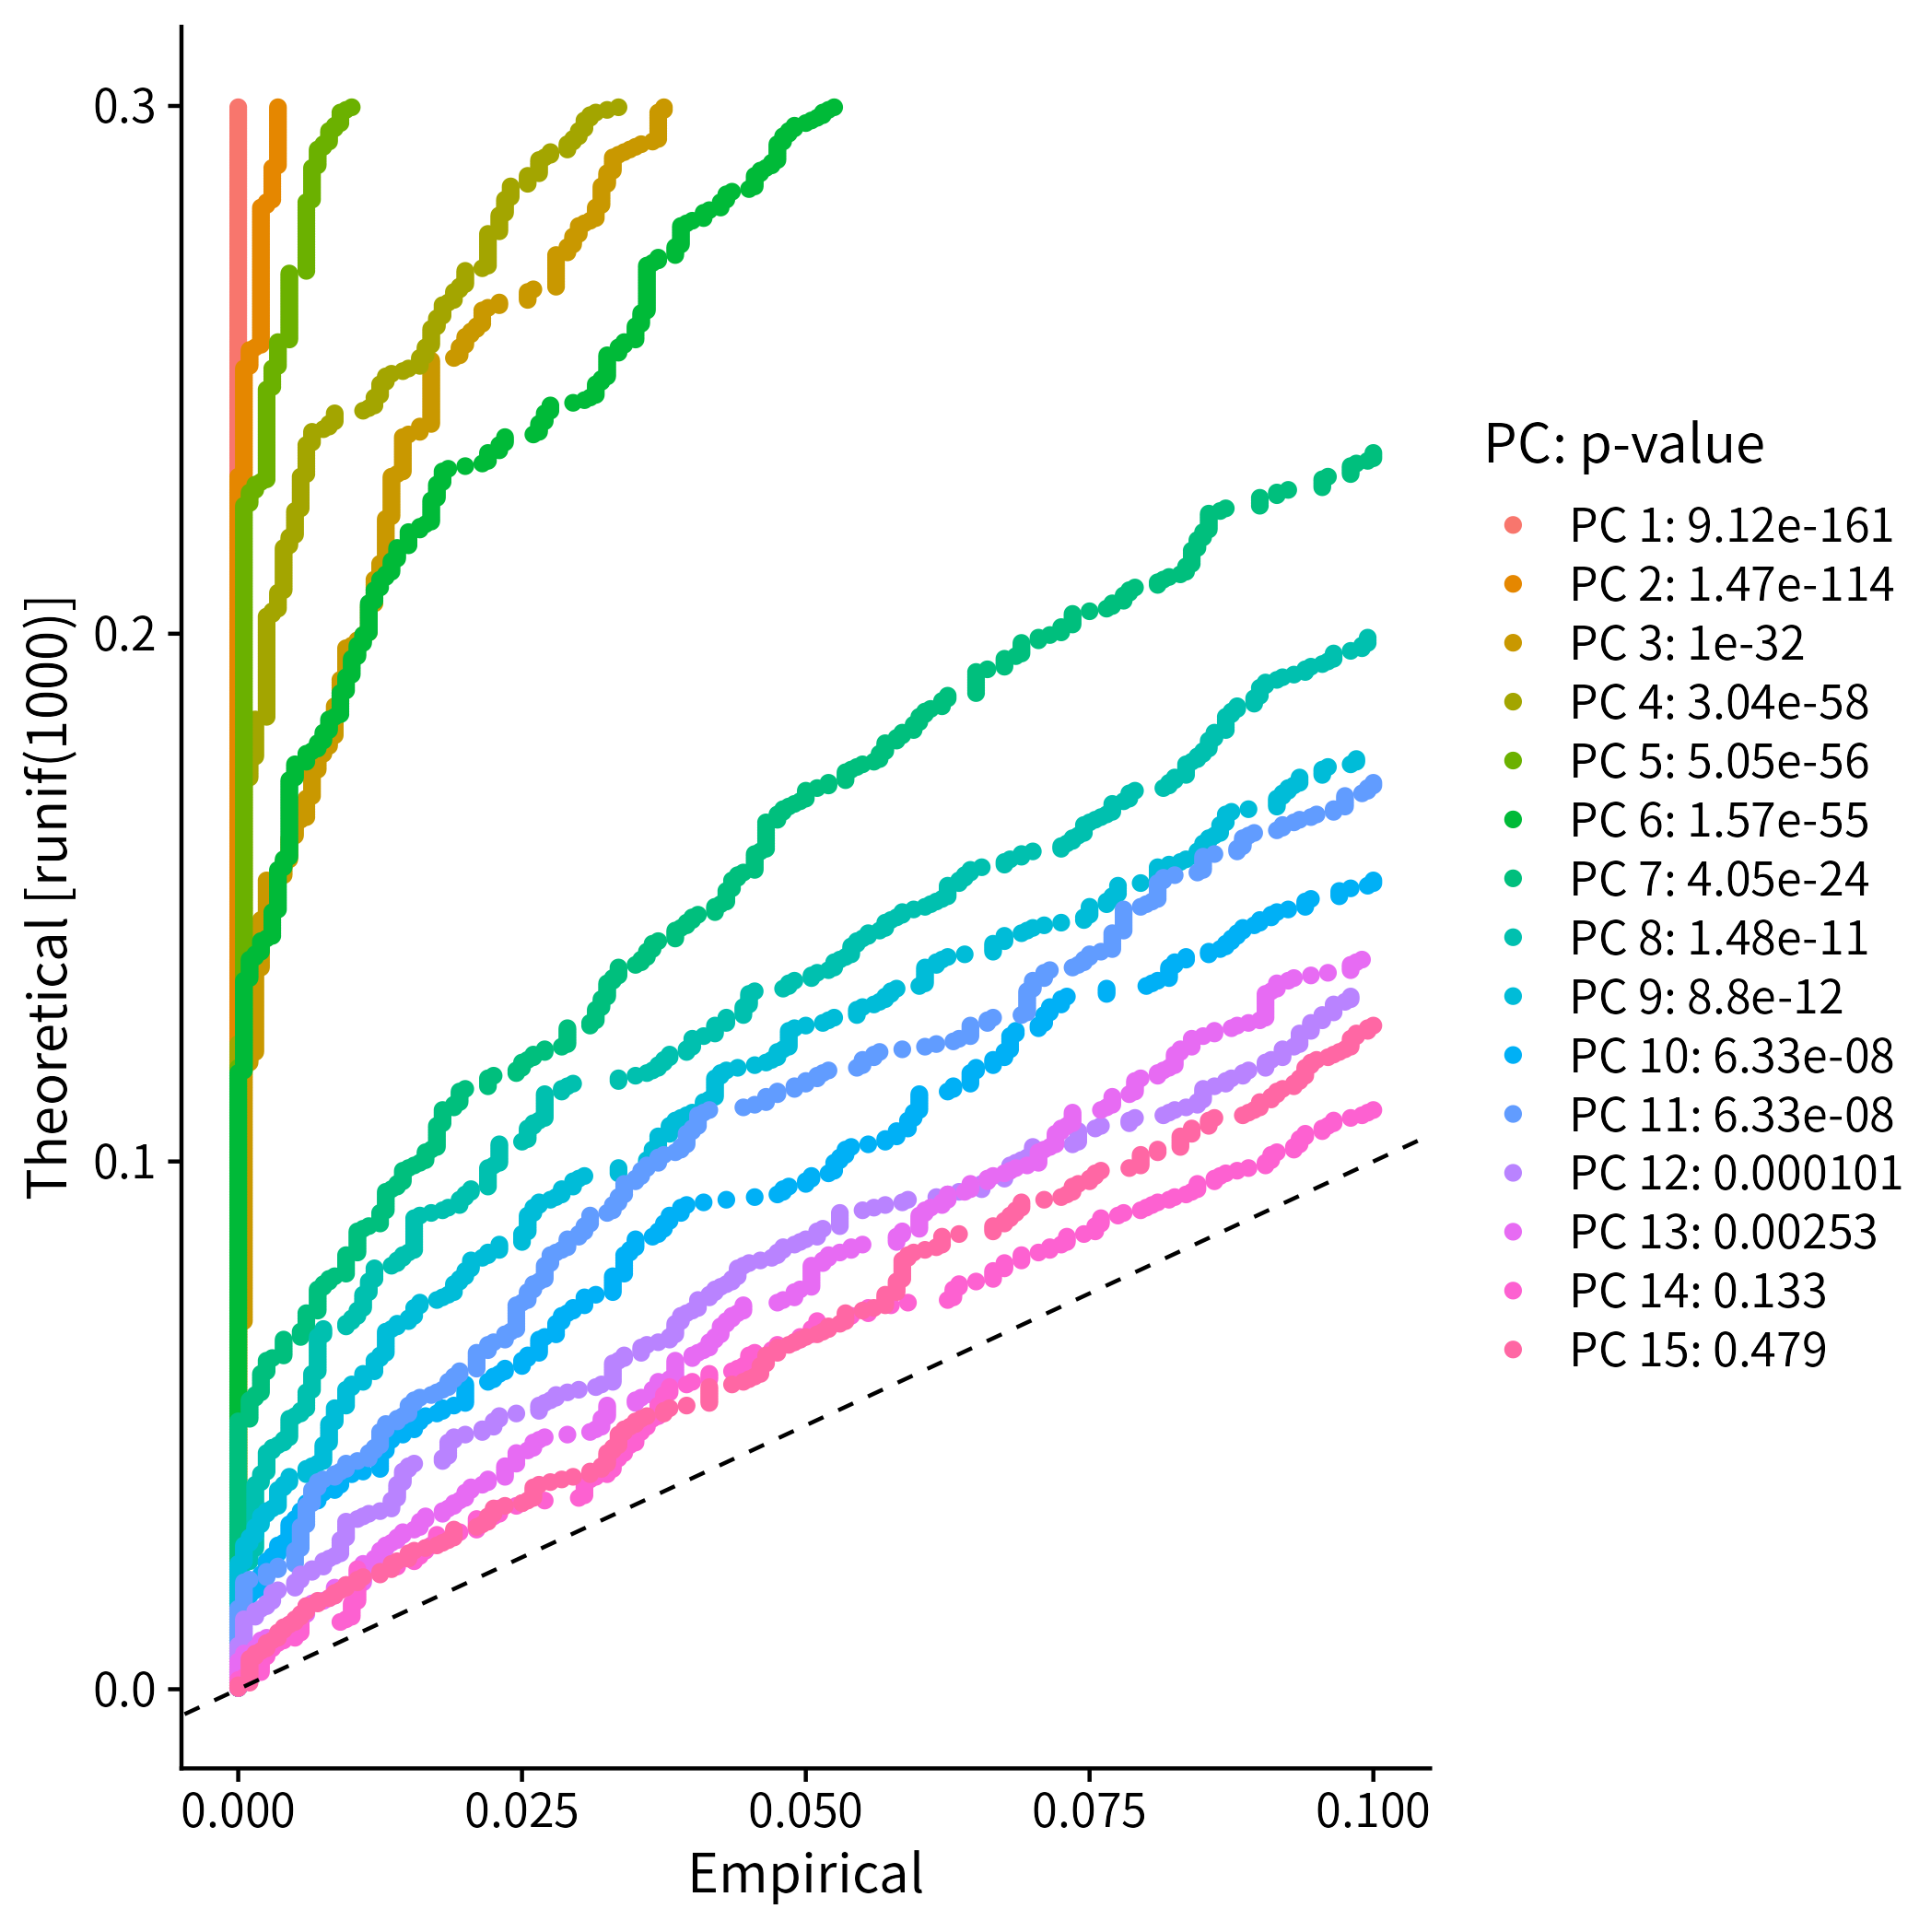 0.3
0.2
0.1
0.0
Theoretical [runif(1000)]
0.000 0.025 0.050 0.075 0.100
Empirical
PC: p-value
PC 1: 9.12e-161
PC 2: 1.47e-114
PC 3: 1e-32
PC 4: 3.04e-58
PC 5: 5.05e-56
PC 6: 1.57e-55
PC 7: 4.05e-24
PC 8: 1.48e-11
PC 9: 8.8e-12
PC 10: 6.33e-08
PC 11: 6.33e-08
PC 12: 0.000101
PC 13: 0.00253
PC 14: 0.133
PC 15: 0.479